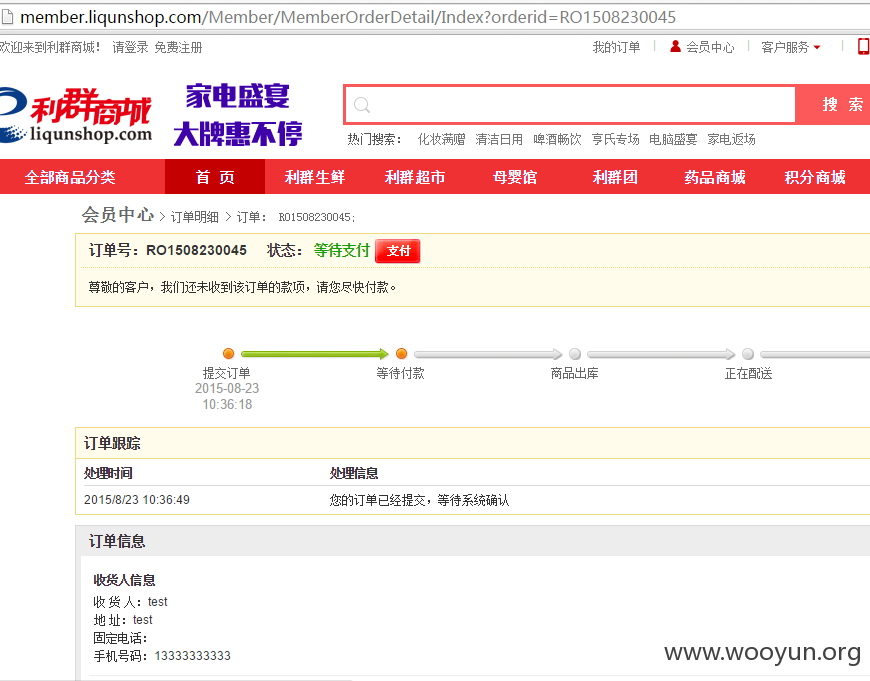 member.liqunshop.com/Member/MemberOrderDetail/Index?orderid=RO1508230045
欢迎来到利群商城! 请登录 免费注册 我的订单 会员中心 客户服务
利群商城 liqunshop.com
家电盛宴
大牌惠不停
搜 索
热门搜索： 化妆满赠 清洁日用 啤酒畅饮 亨氏专场 电脑盛宴 家电返场
全部商品分类 首 页 利群生鲜 利群超市 母婴馆 利群团 药品商城 积分商城
会员中心 > 订单明细 > 订单： RO1508230045;
订单号：RO1508230045 状态： 等待支付 支付
尊敬的客户，我们还未收到该订单的款项，请您尽快付款。
提交订单 等待付款 商品出库 正在配送
2015-08-23
10:36:18
订单跟踪
处理时间 处理信息
2015/8/23 10:36:49 您的订单已经提交，等待系统确认
订单信息
收货人信息
收 货 人：test
地 址：test
固定电话：
手机号码：13333333333
www.wooyun.org